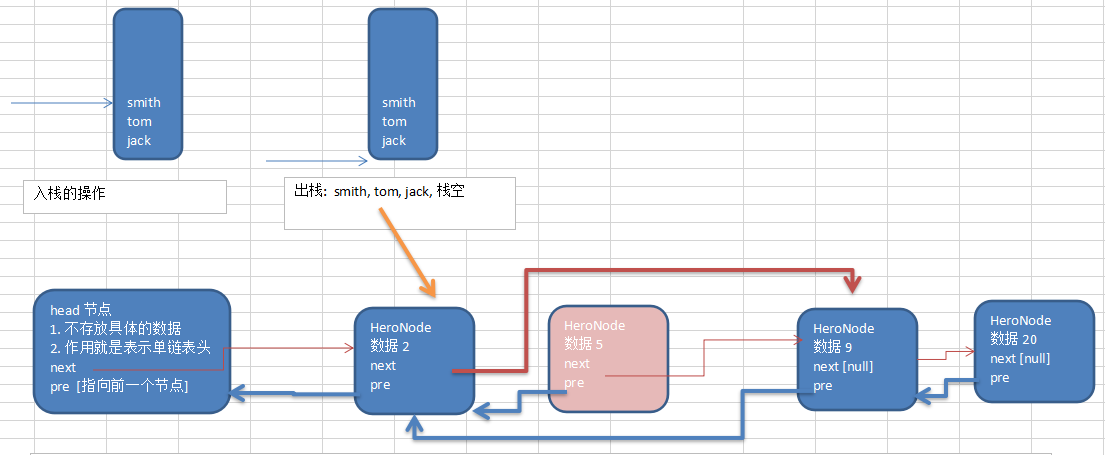 smith
tom
jack
smith
tom
jack
入栈的操作
出栈: smith, tom, jack, 栈空
head 节点
1. 不存放具体的数据
2. 作用就是表示单链表头
next
pre [指向前一个节点]
HeroNode
数据 2
next
pre
HeroNode
数据 5
next
pre
HeroNode
数据 9
next [null]
pre
HeroNode
数据 20
next [null]
pre